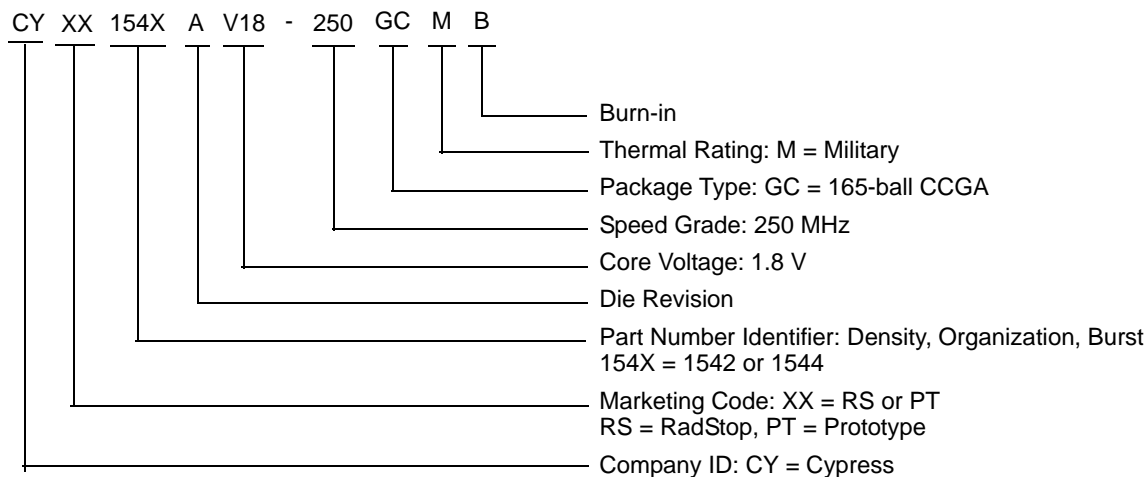 CY XX 154X A V18 - 250 GC M B
Burn-in
Thermal Rating: M = Military
Package Type: GC = 165-ball CCGA
Speed Grade: 250 MHz
Core Voltage: 1.8 V
Die Revision
Part Number Identifier: Density, Organization, Burst
154X = 1542 or 1544
Marketing Code: XX = RS or PT
RS = RadStop, PT = Prototype
Company ID: CY = Cypress